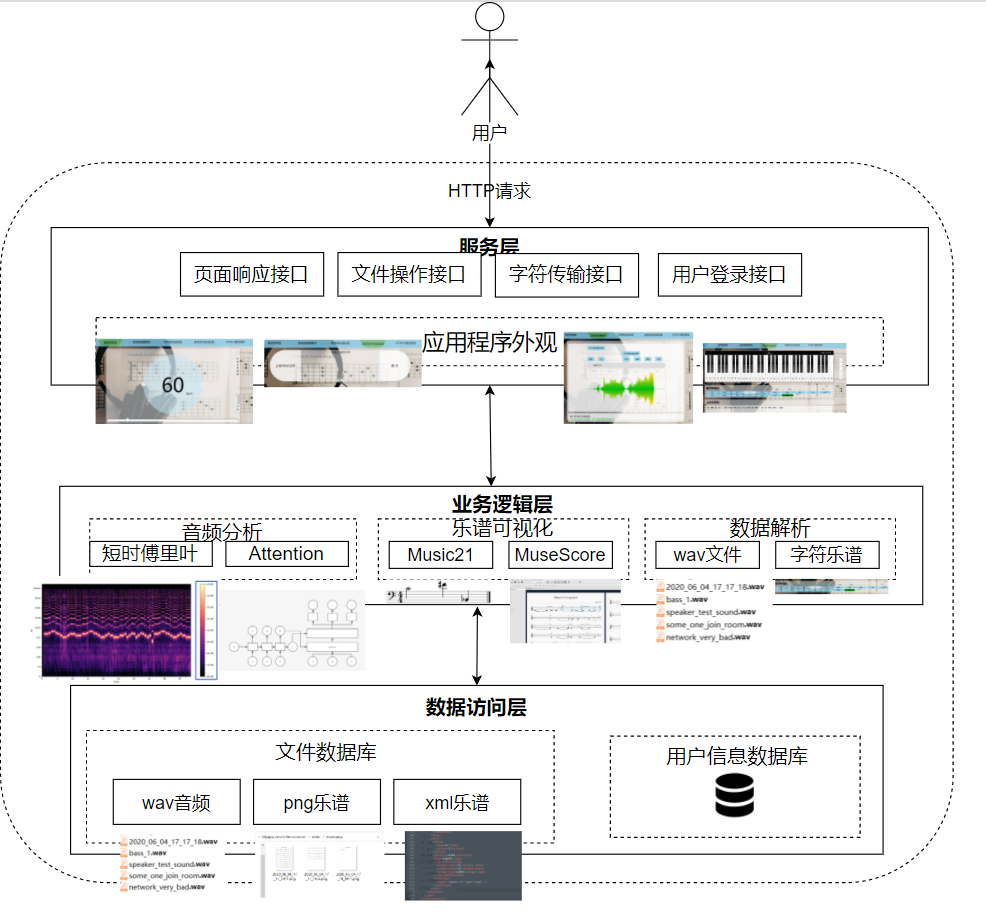 用户
HTTP请求
服务层
页面响应接口
文件操作接口
字符传输接口
用户登录接口
应用程序外观
60
业务逻辑层
音频分析
短时傅里叶
Attention
乐谱可视化
Music21
MuseScore
数据解析
wav文件
字符乐谱
2020_06_04_17_17_18.wav
bass_1.wav
speaker_test_sound.wav
some_one_join_room.wav
network_very_bad.wav
数据访问层
文件数据库
wav音频
png乐谱
xml乐谱
用户信息数据库
2020_06_04_17_17_18.wav
bass_1.wav
speaker_test_sound.wav
some_one_join_room.wav
network_very_bad.wav